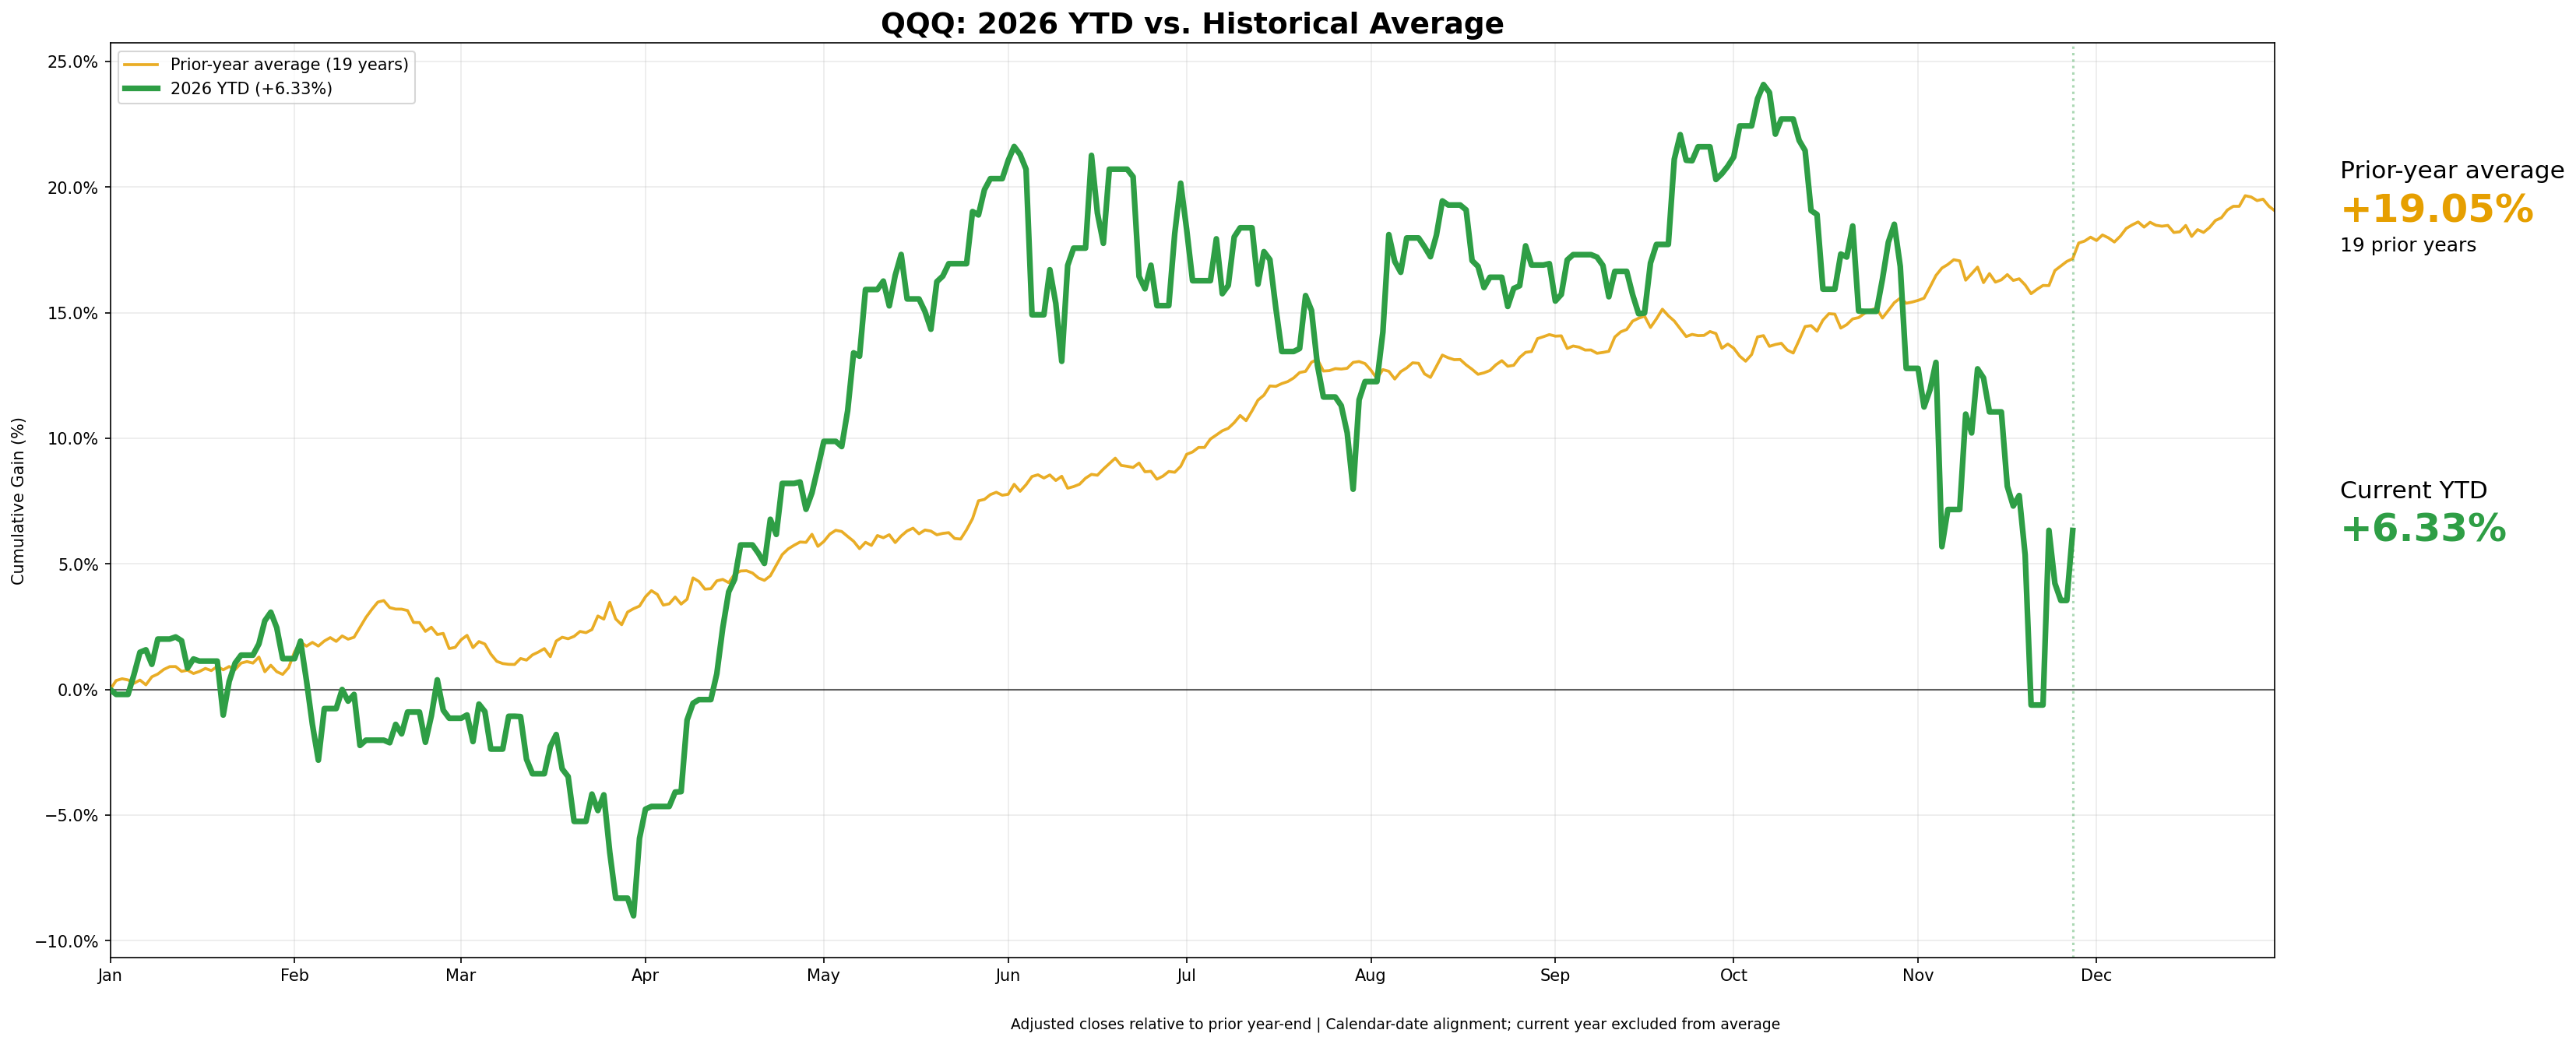 QQQ: 2026 YTD vs. Historical Average
Prior-year average (19 years)
2026 YTD (+6.33%)
Cumulative Gain (%)
25.0%
20.0%
15.0%
10.0%
5.0%
0.0%
−5.0%
−10.0%
Jan Feb Mar Apr May Jun Jul Aug Sep Oct Nov Dec
Prior-year average
+19.05%
19 prior years
Current YTD
+6.33%
Adjusted closes relative to prior year-end | Calendar-date alignment; current year excluded from average